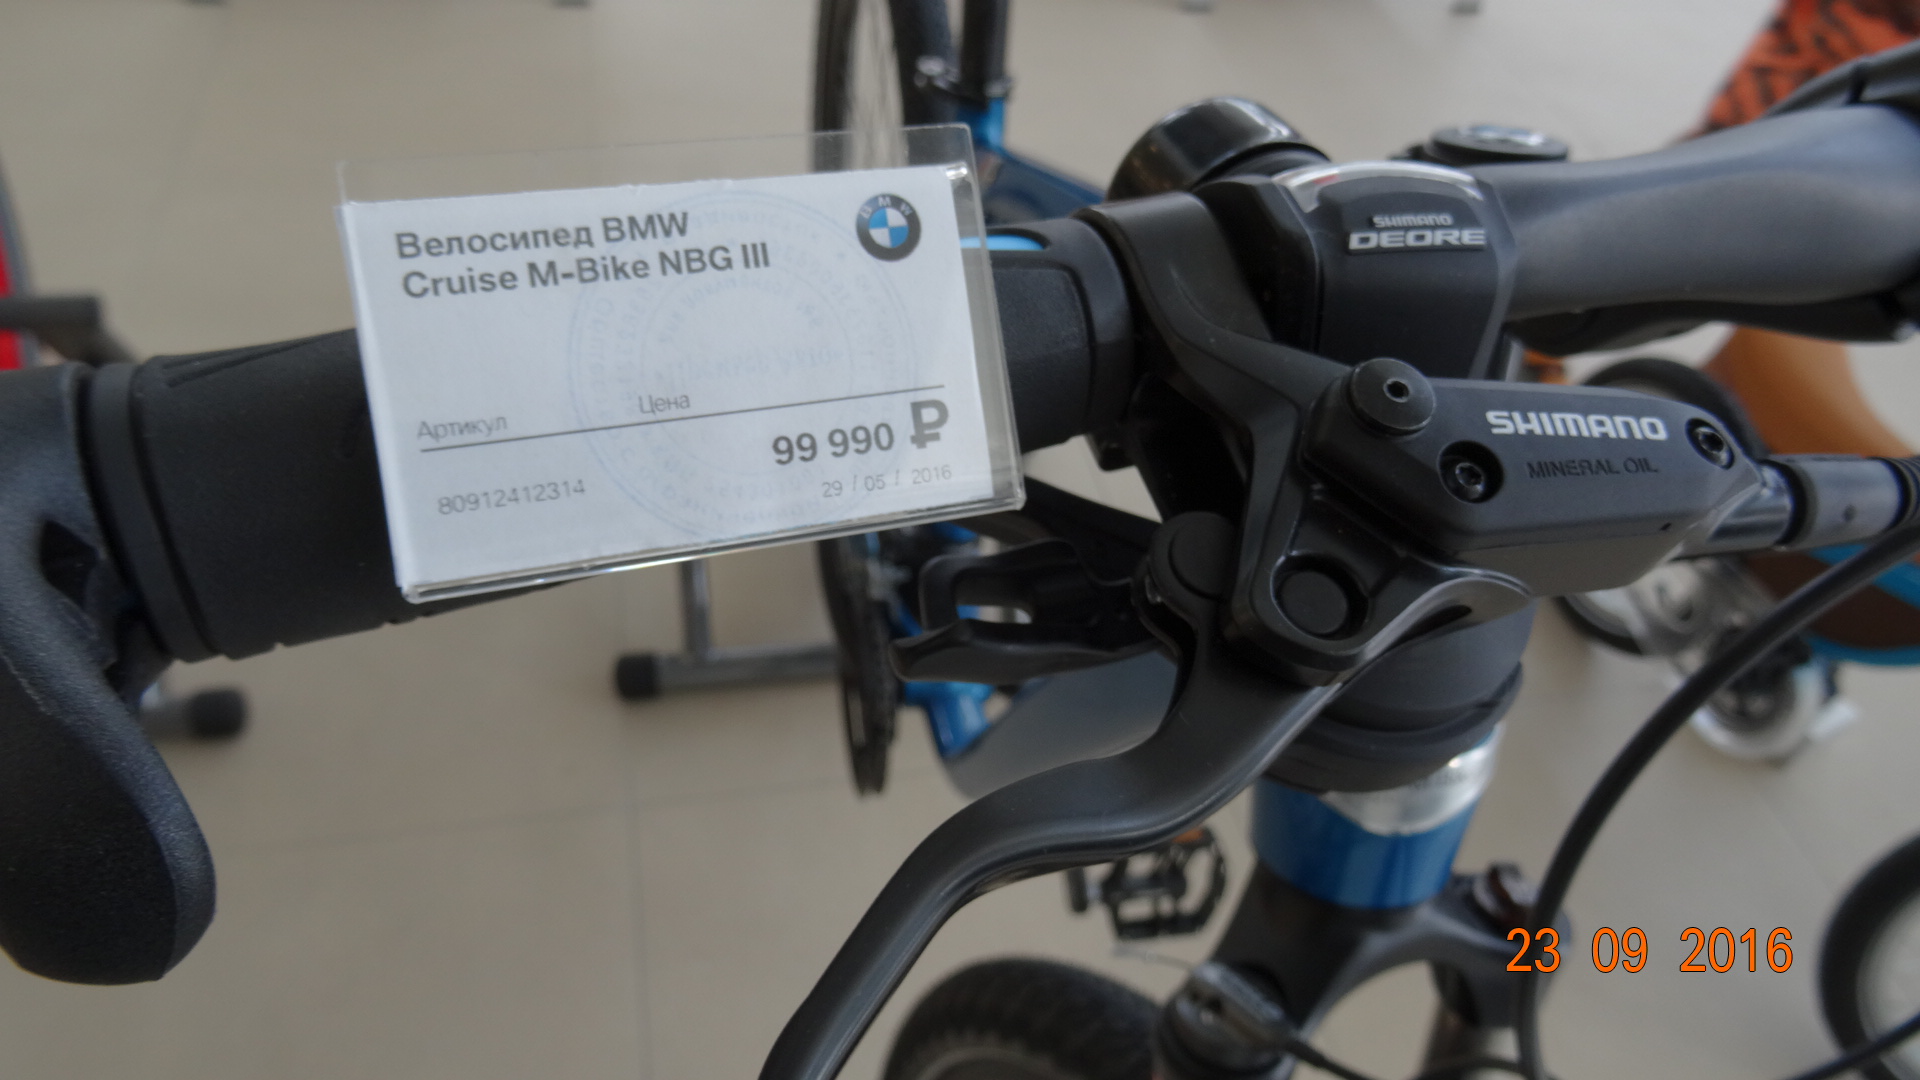 Велосипед BMW
Cruise M-Bike NBG III
BMW
Артикул Цена
99 990 ₽
80912412314
29 / 05 / 2016
SHIMANO
DEORE
SHIMANO
MINERAL OIL
23 09 2016